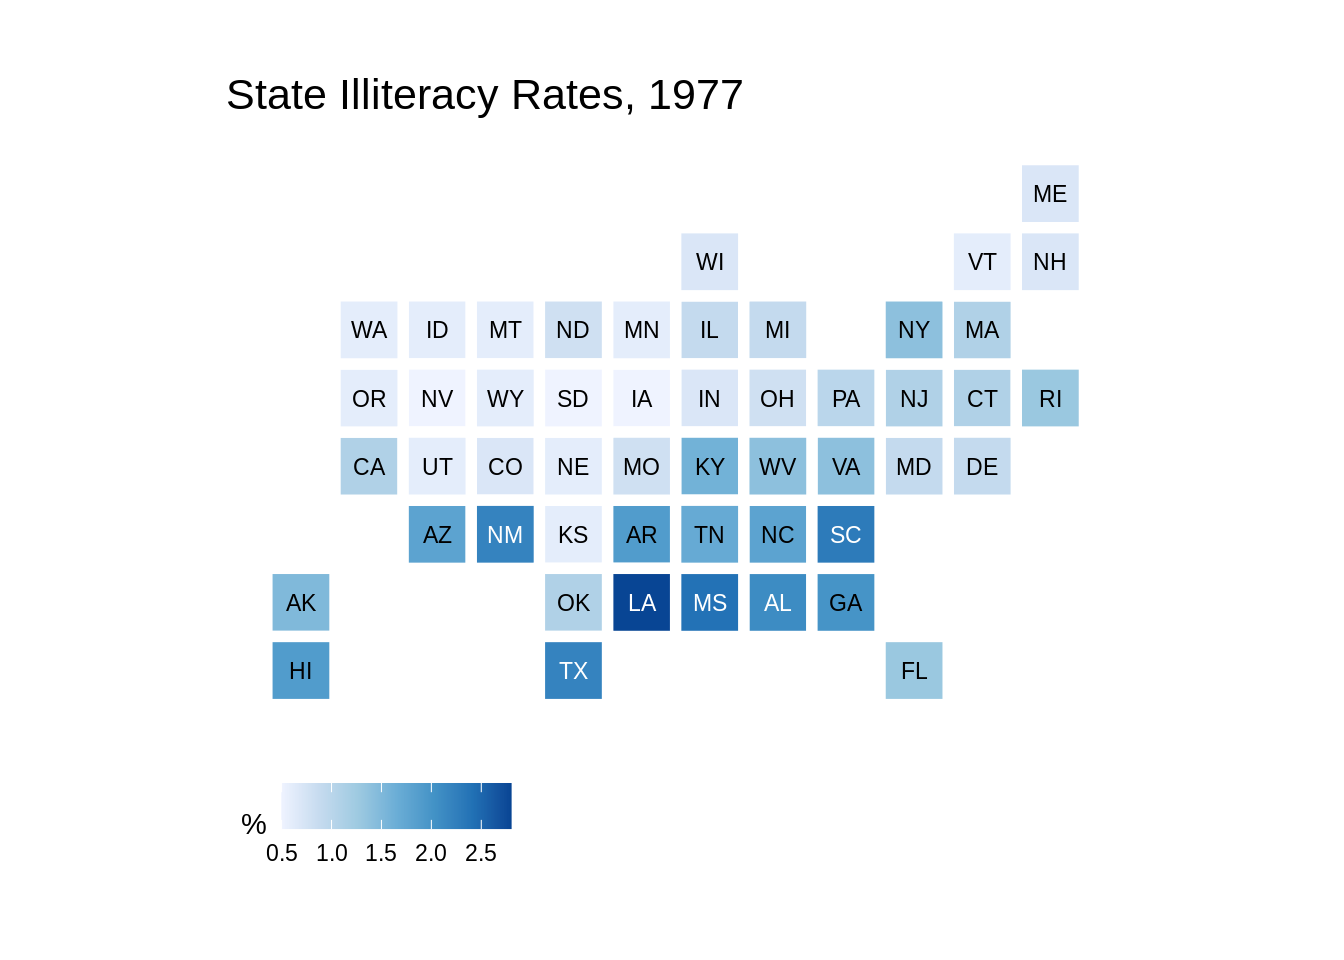 State Illiteracy Rates, 1977
ME
WI VT NH
WA ID MT ND MN IL MI NY MA
OR NV WY SD IA IN OH PA NJ CT RI
CA UT CO NE MO KY WV VA MD DE
AZ NM KS AR TN NC SC
AK OK LA MS AL GA
HI TX FL
%
0.5 1.0 1.5 2.0 2.5